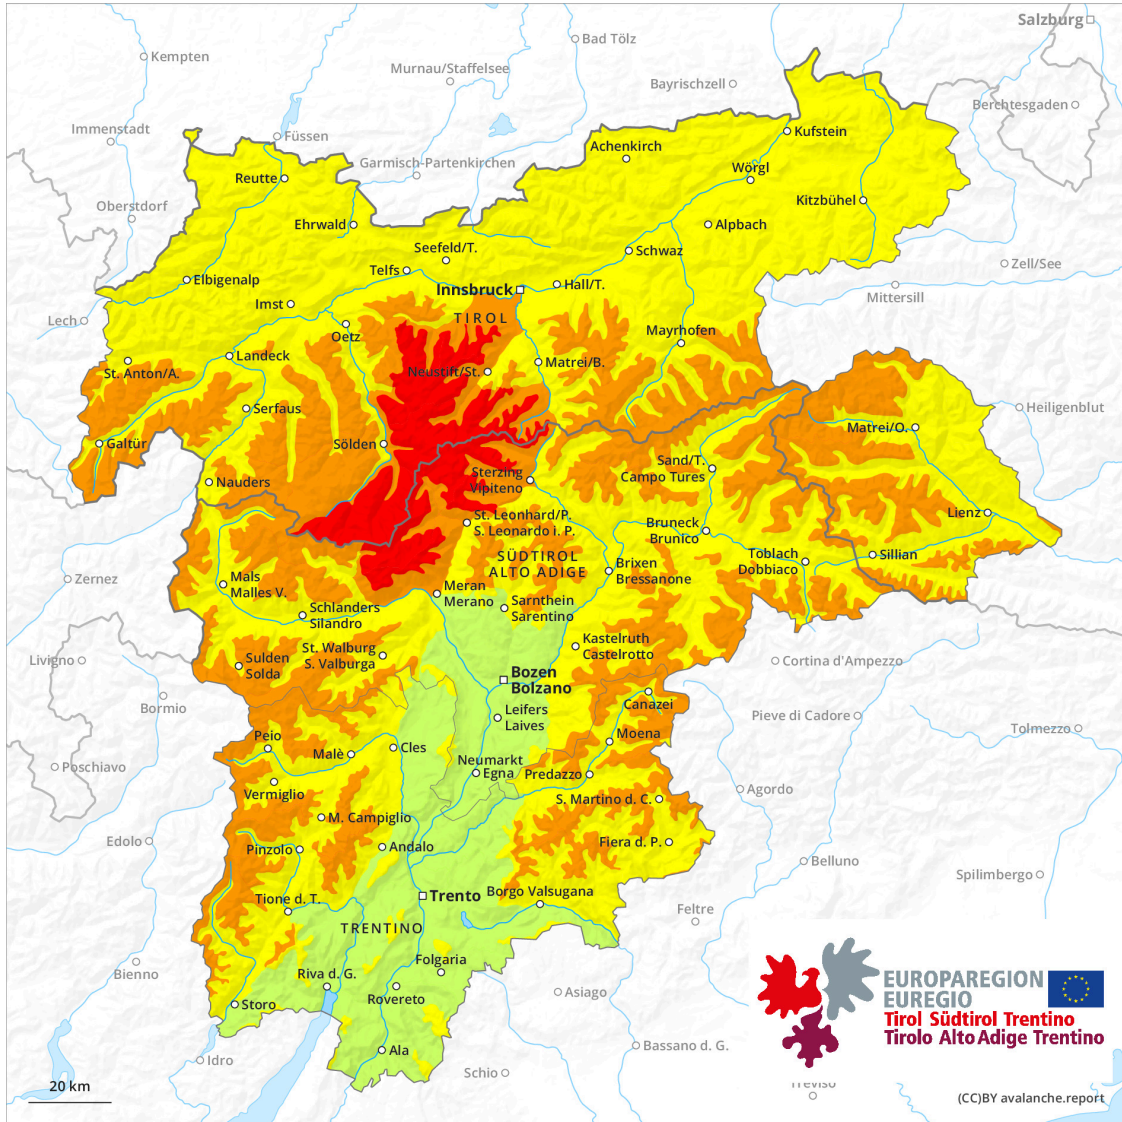 Salzburg
Bad Tölz
Kempten
Murnau/Staffelsee
Bayrischzell
Berchtesgaden
Immenstadt
Füssen
Kufstein
Achenkirch
Garmisch-Partenkirchen
Wörgl
Reutte
Kitzbühel
Oberstdorf
Ehrwald
Alpbach
Seefeld/T.
Schwaz
Zell/See
Telfs
Elbigenalp
Innsbruck
Hall/T.
Mittersill
Imst
TIROL
Lech
Oetz
Mayrhofen
Landeck
Matrei/B.
St. Anton/A.
Neustift/St.
Serfaus
Heiligenblut
Matrei/O.
Galtür
Sölden
Sterzing
Vipiteno
Sand/T.
Campo Tures
Nauders
Lienz
St. Leonhard/P.
S. Leonardo i. P.
Bruneck
Brunico
SÜDTIROL
ALTO ADIGE
Toblach
Dobbiaco
Sillian
Brixen
Bressanone
Zernez
Mals
Malles V.
Meran
Merano
Sarnthein
Sarentino
Schlanders
Silandro
St. Walburg
S. Valburga
Kastelruth
Castelrotto
Livigno
Sulden
Solda
Cortina d'Ampezzo
Bozen
Bolzano
Bormio
Canazei
Leifers
Laives
Pieve di Cadore
Tolmezzo
Peio
Moena
Malè
Cles
Poschiavo
Neumarkt
Egna
Predazzo
Vermiglio
Agordo
S. Martino d. C.
M. Campiglio
Edolo
Pinzolo
Andalo
Fiera d. P.
Belluno
Spilimbergo
Trento
Borgo Valsugana
Tione d. T.
Feltre
TRENTINO
Folgaria
Bienno
Riva d. G.
Rovereto
Asiago
Storo
EUROPAREGION
EUREGIO
Tirol Südtirol Trentino
Tirolo Alto Adige Trentino
Ala
Bassano d. G.
Idro
Schio
Treviso
20 km
(CC)BY avalanche.report